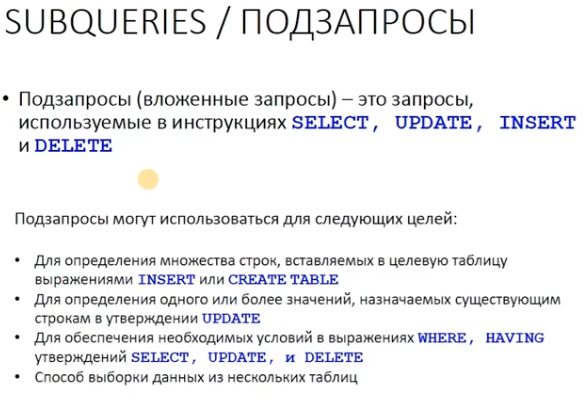 SUBQUERIES / ПОДЗАПРОСЫ
• Подзапросы (вложенные запросы) – это запросы,
используемые в инструкциях SELECT, UPDATE, INSERT
и DELETE
Подзапросы могут использоваться для следующих целей:
• Для определения множества строк, вставляемых в целевую таблицу
выражениями INSERT или CREATE TABLE
• Для определения одного или более значений, назначаемых существующим
строкам в утверждении UPDATE
• Для обеспечения необходимых условий в выражениях WHERE, HAVING
утверждений SELECT, UPDATE, и DELETE
• Способ выборки данных из нескольких таблиц